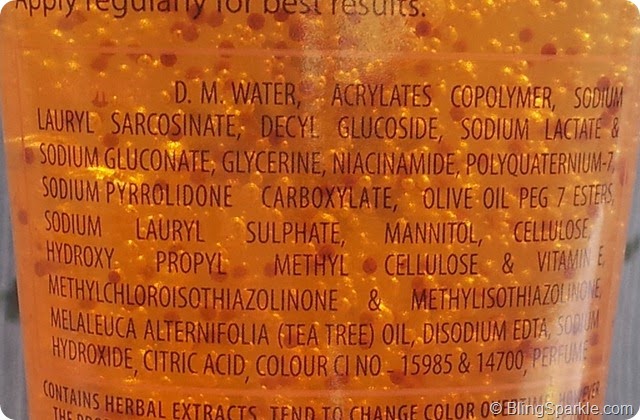 Apply regularly for best results.
D. M. WATER, ACRYLATES COPOLYMER, SODIUM
LAURYL SARCOSINATE, DECYL GLUCOSIDE, SODIUM LACTATE &
SODIUM GLUCONATE, GLYCERINE, NIACINAMIDE, POLYQUATERNIUM-7,
SODIUM PYRROLIDONE CARBOXYLATE, OLIVE OIL PEG 7 ESTERS,
SODIUM LAURYL SULPHATE, MANNITOL, CELLULOSE,
HYDROXY PROPYL METHYL CELLULOSE & VITAMIN E,
METHYLCHLOROISOTHIAZOLINONE & METHYLISOTHIAZOLINONE,
MELALEUCA ALTERNIFOLIA (TEA TREE) OIL, DISODIUM EDTA, SODIUM
HYDROXIDE, CITRIC ACID, COLOUR CI NO - 15985 & 14700, PERFUME
CONTAINS HERBAL EXTRACTS, TEND TO CHANGE COLOR
© BlingSparkle.com